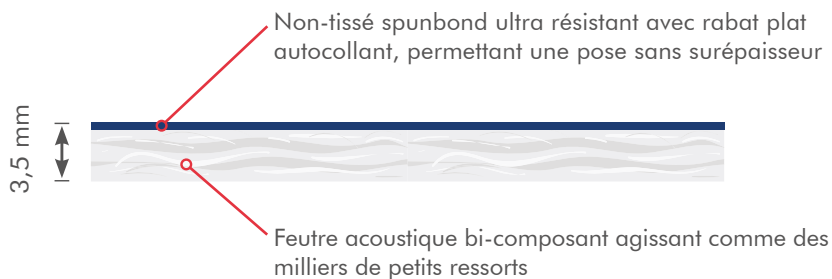 Non-tissé spunbond ultra résistant avec rabat plat
autocollant, permettant une pose sans surépaisseur
3,5 mm
Feutre acoustique bi-composant agissant comme des
milliers de petits ressorts